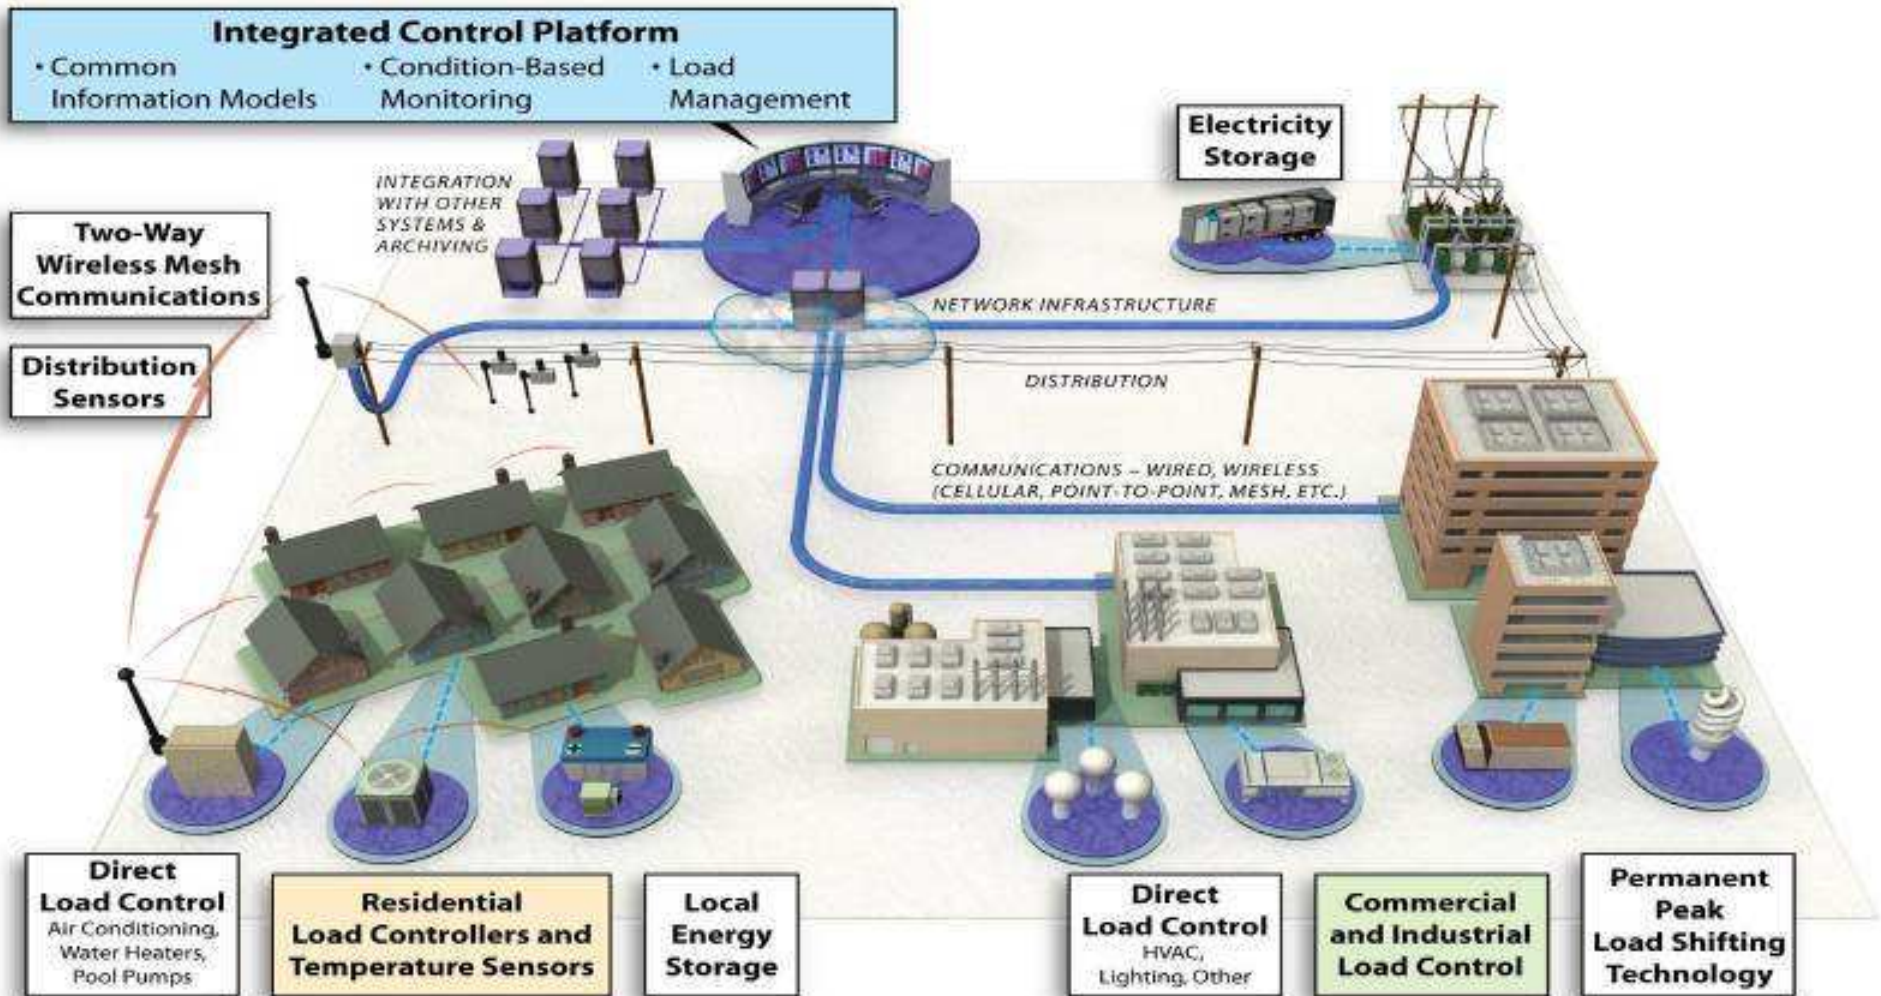 Integrated Control Platform
• Common Information Models
• Condition-Based Monitoring
• Load Management
Electricity
Storage
INTEGRATION
WITH OTHER
SYSTEMS &
ARCHIVING
Two-Way
Wireless Mesh
Communications
NETWORK INFRASTRUCTURE
Distribution
Sensors
DISTRIBUTION
COMMUNICATIONS – WIRED, WIRELESS
(CELLULAR, POINT-TO-POINT, MESH, ETC.)
Direct
Load Control
Air Conditioning,
Water Heaters,
Pool Pumps
Residential
Load Controllers and
Temperature Sensors
Local
Energy
Storage
Direct
Load Control
HVAC,
Lighting, Other
Commercial
and Industrial
Load Control
Permanent
Peak
Load Shifting
Technology